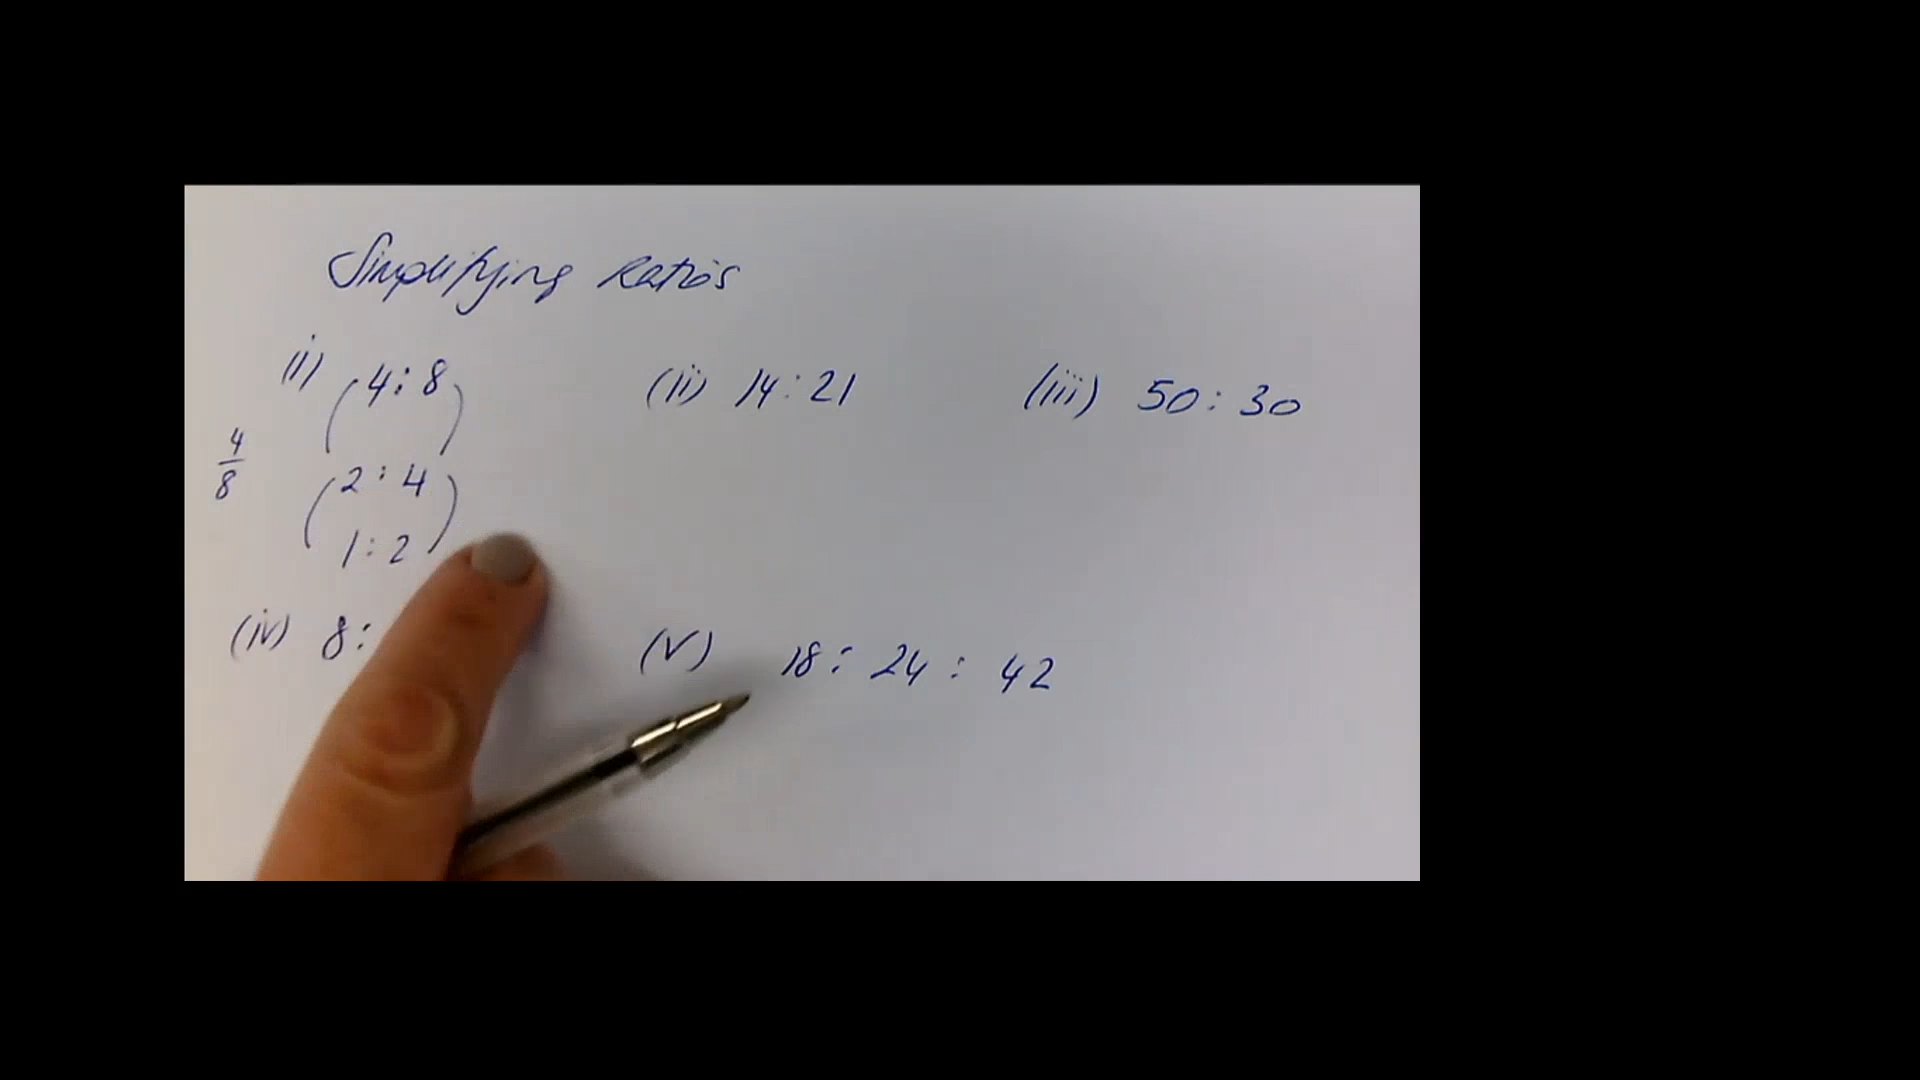 Simplifying Ratios
(i) 4:8
(ii) 14:21
(iii) 50:30
4/8
2:4
1:2
(iv) 8:
(v) 18:24:42